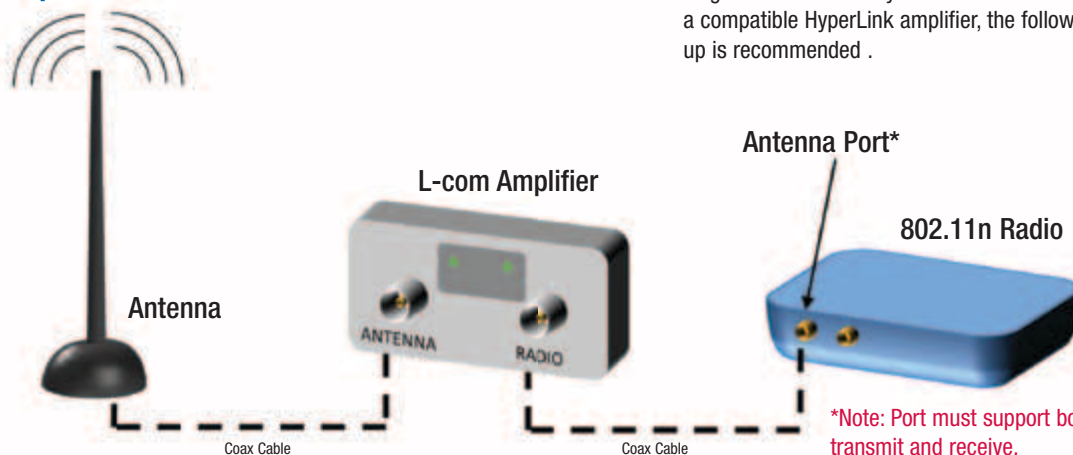 a compatible HyperLink amplifier, the follow
up is recommended .
Antenna Port*
L-com Amplifier
802.11n Radio
Antenna
ANTENNA
RADIO
*Note: Port must support bo
transmit and receive.
Coax Cable
Coax Cable